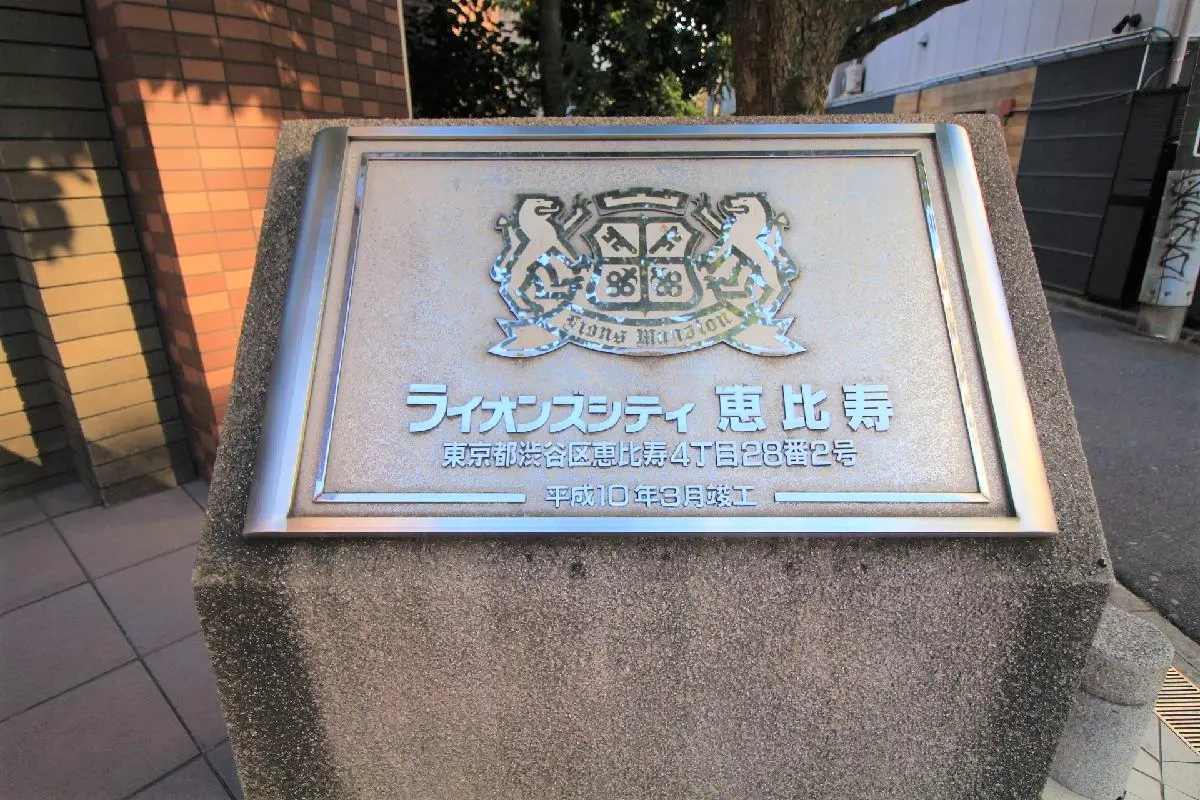 Lions Mansion
ライオンズシティ 恵比寿
東京都渋谷区恵比寿4丁目28番2号
平成10年3月竣工